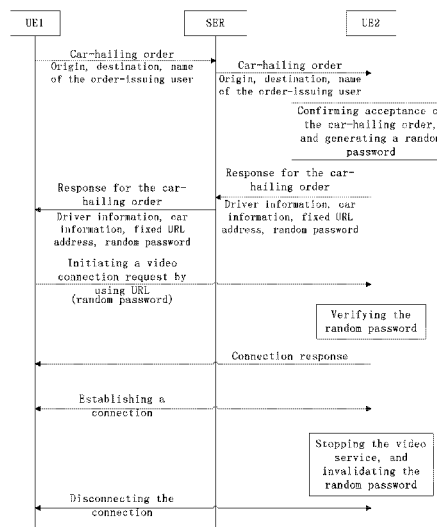 UE1
SER
UE2
Car-hailing order
Origin, destination, name
of the order-issuing user
Car-hailing order
Origin, destination, name
of the order-issuing user
Confirming acceptance o
the car-hailing order,
and generating a rando
password
Response for the car-
hailing order
Driver information, car
information, fixed URL
address, random password
Response for the car-
hailing order
Driver information, car
information, fixed URL
address, random password
Initiating a video
connection request by
using URL
(random password)
Verifying the
random password
Connection response
Establishing a
connection
Stopping the video
service, and
invalidating the
random password
Disconnecting the
connection